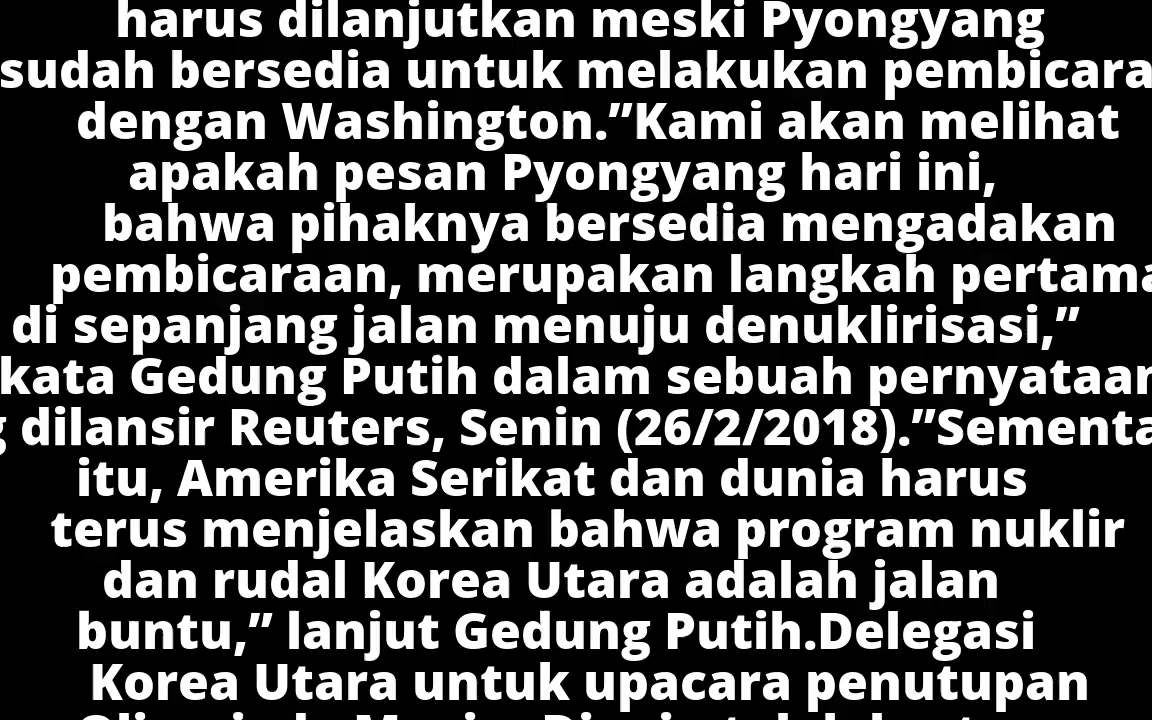 harus dilanjutkan meski Pyongyang
sudah bersedia untuk melakukan pembicara
dengan Washington.”Kami akan melihat
apakah pesan Pyongyang hari ini,
bahwa pihaknya bersedia mengadakan
pembicaraan, merupakan langkah pertama
di sepanjang jalan menuju denuklirisasi,”
kata Gedung Putih dalam sebuah pernyataan
g dilansir Reuters, Senin (26/2/2018).”Sementa
itu, Amerika Serikat dan dunia harus
terus menjelaskan bahwa program nuklir
dan rudal Korea Utara adalah jalan
buntu,” lanjut Gedung Putih.Delegasi
Korea Utara untuk upacara penutupan